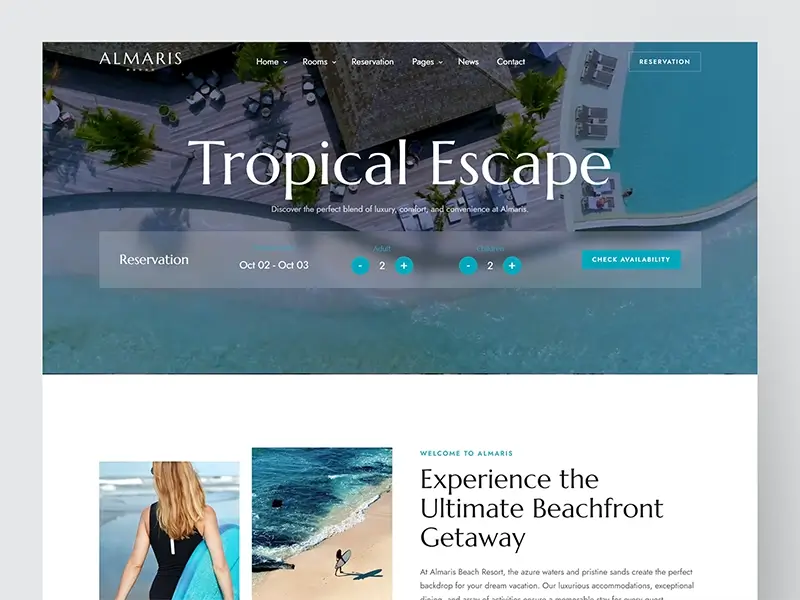 ALMARIS
Home Rooms Reservation Pages News Contact
RESERVATION
Tropical Escape
Discover the perfect blend of luxury, comfort, and convenience at Almaris.
Reservation
Oct 02 - Oct 03
Adult
- 2 +
Children
- 2 +
CHECK AVAILABILITY
WELCOME TO ALMARIS
Experience the
Ultimate Beachfront
Getaway
At Almaris Beach Resort, the azure waters and pristine sands create the perfect
backdrop for your dream vacation. Our luxurious accommodations, exceptional
dining, and array of activities ensure a memorable stay for every guest.